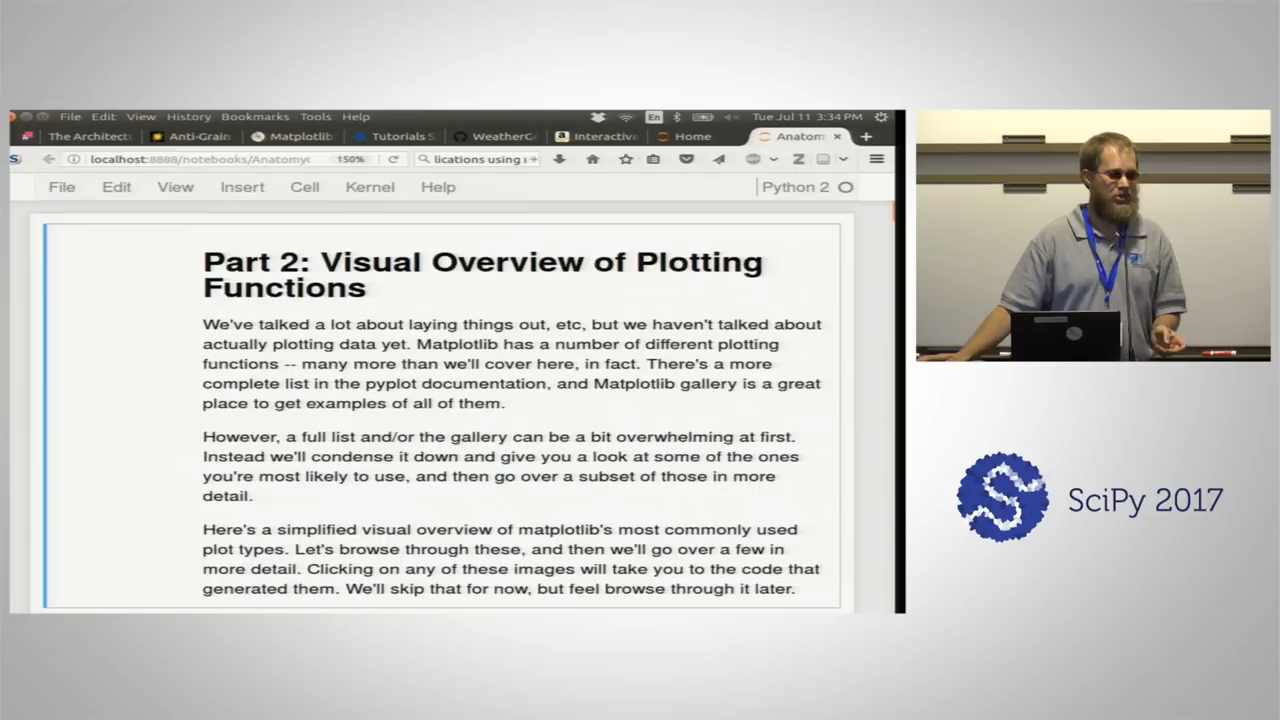 File Edit View History Bookmarks Tools Help
En
Tue Jul 11 3:34 PM
The Architect
Anti-Grain
Matplotlib
Tutorials S
WeatherG
Interactive
Home
Anatom
localhost:8888/notebooks/Anatomy
150%
lications using
File Edit View Insert Cell Kernel Help
Python 2
Part 2: Visual Overview of Plotting
Functions
We've talked a lot about laying things out, etc, but we haven't talked about
actually plotting data yet. Matplotlib has a number of different plotting
functions -- many more than we'll cover here, in fact. There's a more
complete list in the pyplot documentation, and Matplotlib gallery is a great
place to get examples of all of them.
However, a full list and/or the gallery can be a bit overwhelming at first.
Instead we'll condense it down and give you a look at some of the ones
you're most likely to use, and then go over a subset of those in more
detail.
Here's a simplified visual overview of matplotlib's most commonly used
plot types. Let's browse through these, and then we'll go over a few in
more detail. Clicking on any of these images will take you to the code that
generated them. We'll skip that for now, but feel browse through it later.
SciPy 2017